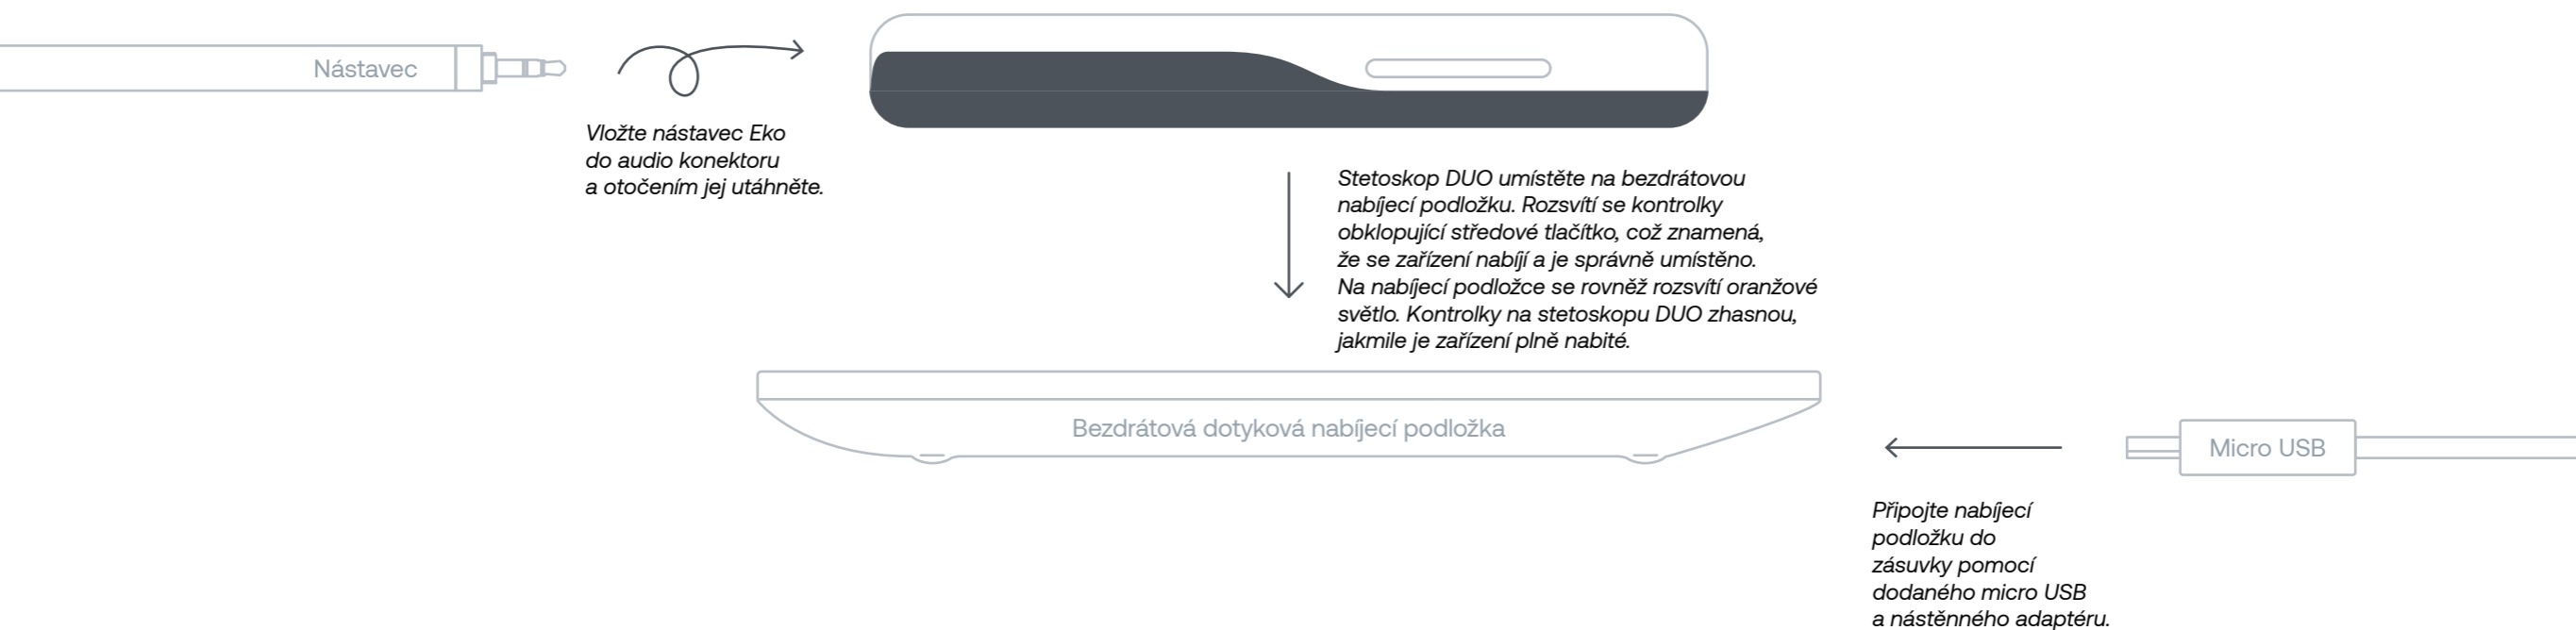 Nástavec
Vložte nástavec Eko
do audio konektoru
a otočením jej utáhněte.
Stetoskop DUO umístěte na bezdrátovou
nabíjecí podložku. Rozsvítí se kontrolky
obklopující středové tlačítko, což znamená,
že se zařízení nabíjí a je správně umístěno.
Na nabíjecí podložce se rovněž rozsvítí oranžové
světlo. Kontrolky na stetoskopu DUO zhasnou,
jakmile je zařízení plně nabité.
Bezdrátová dotyková nabíjecí podložka
Micro USB
Připojte nabíjecí
podložku do
zásuvky pomocí
dodaného micro USB
a nástěnného adaptéru.